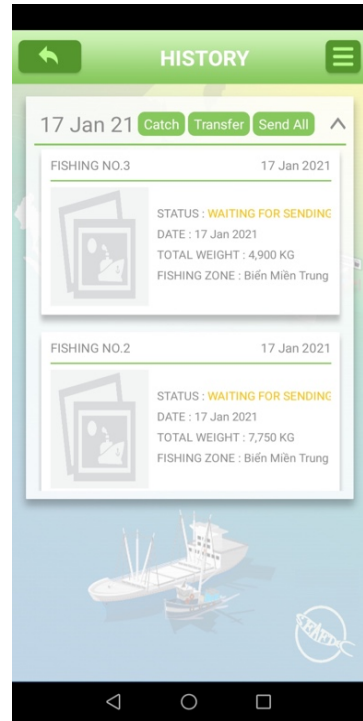 HISTORY
17 Jan 21 Catch Transfer Send All
FISHING NO.3 17 Jan 2021
STATUS : WAITING FOR SENDING
DATE : 17 Jan 2021
TOTAL WEIGHT : 4,900 KG
FISHING ZONE : Biển Miền Trung
FISHING NO.2 17 Jan 2021
STATUS : WAITING FOR SENDING
DATE : 17 Jan 2021
TOTAL WEIGHT : 7,750 KG
FISHING ZONE : Biển Miền Trung
SEAFDEC